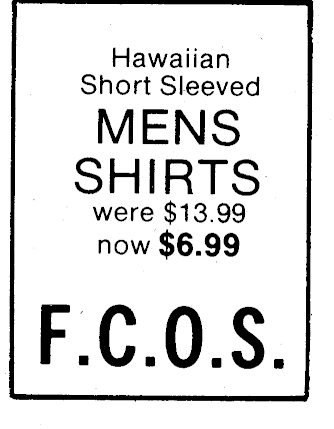 Hawaiian
Short Sleeved
MENS
SHIRTS
were $13.99
now $6.99
F.C.O.S.